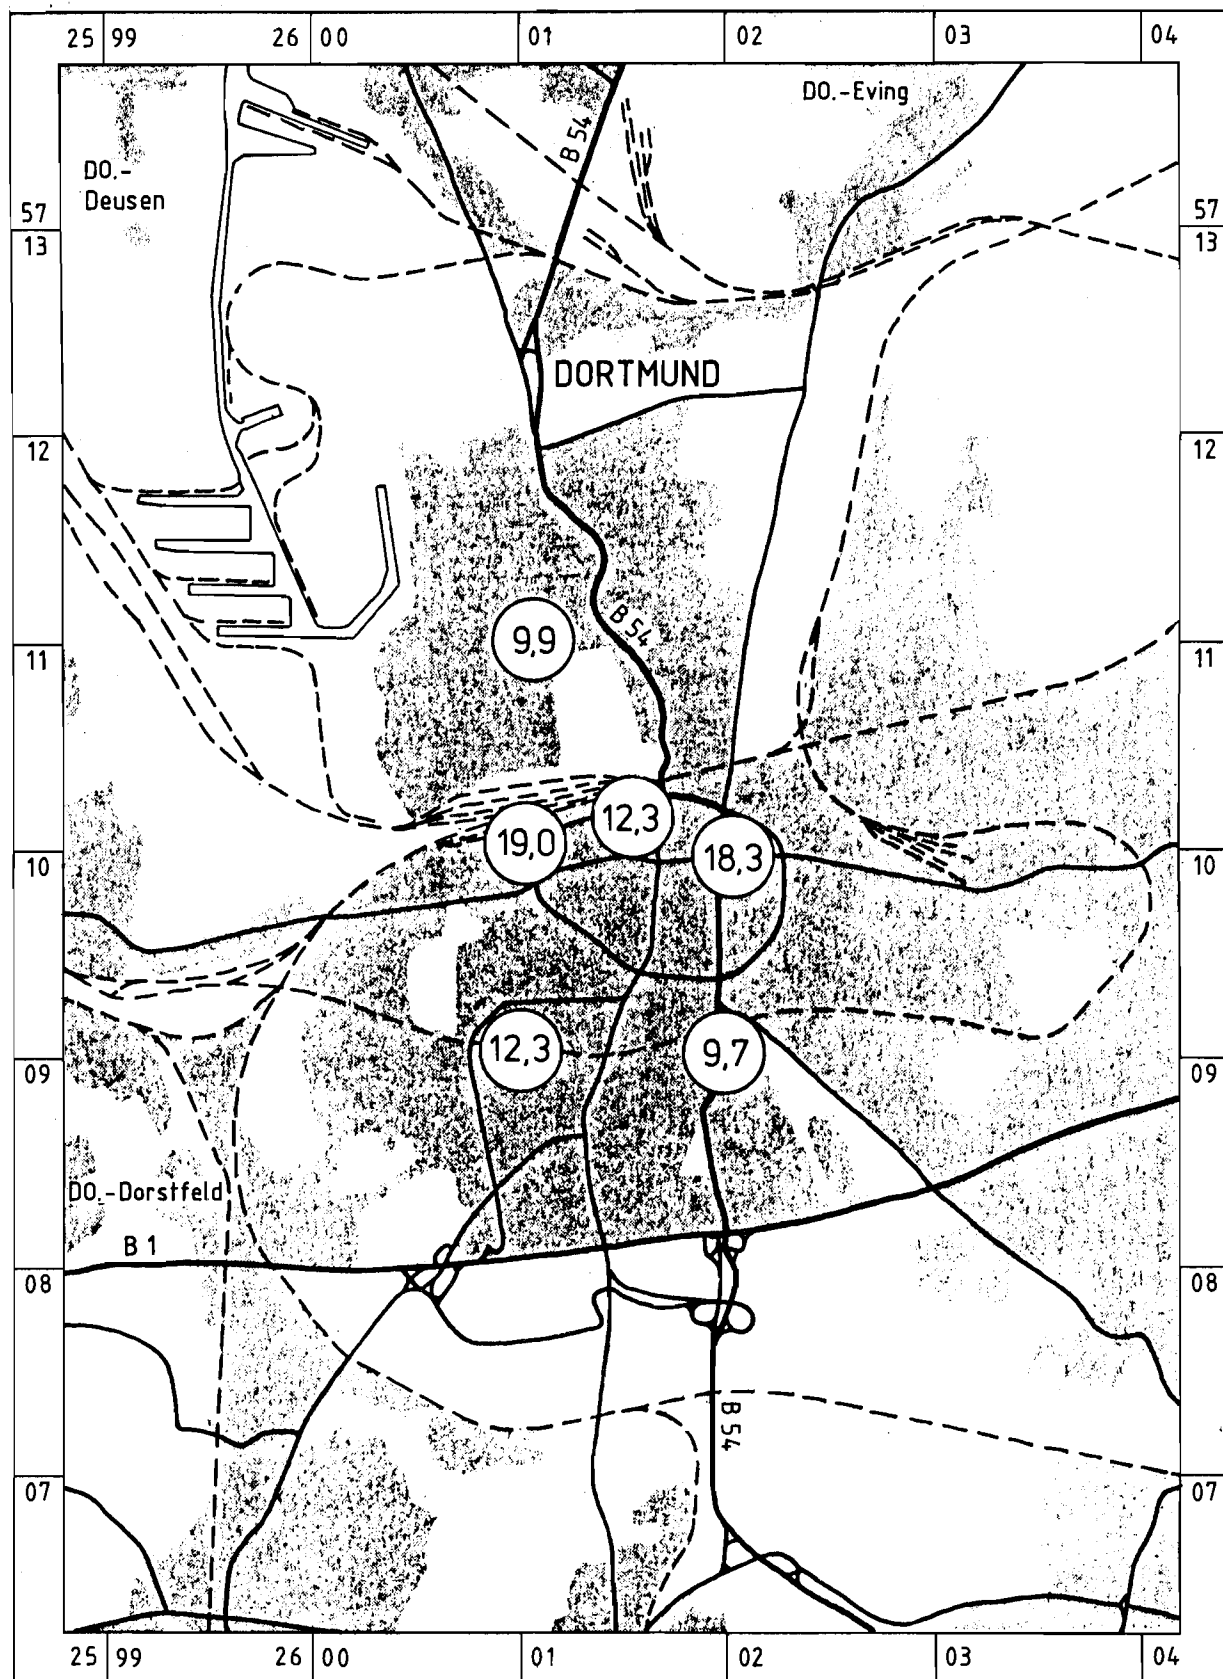 25 99 26 00 01 02 03 04
DO.-Eving
B 54
DO.-
Deusen
57 57
13 13
DORTMUND
12 12
B 54
9,9
11 11
12,3
19,0 18,3
10 10
12,3 9,7
09 09
DO.-Dorstfeld
B 1
08 08
B 54
07 07
25 99 26 00 01 02 03 04